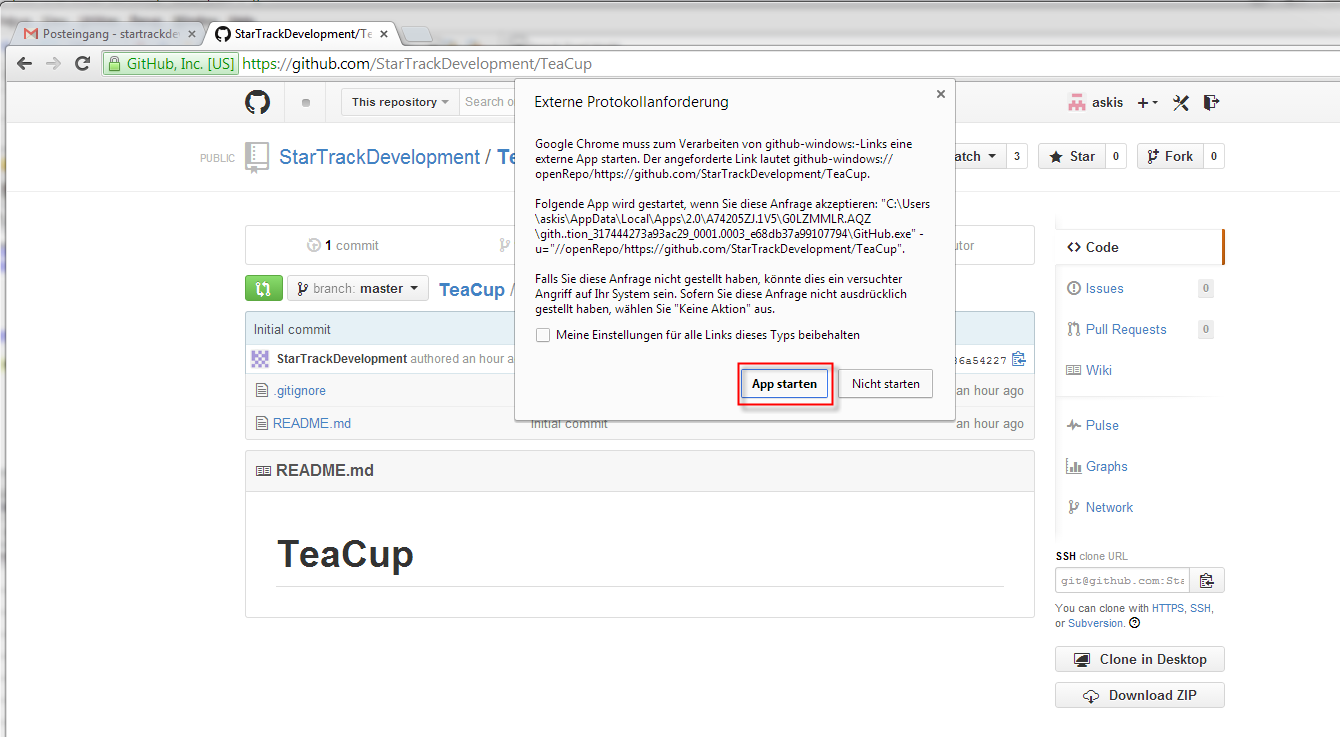 Posteingang - startrackde
StarTrackDevelopment/Te
GitHub, Inc. [US] https://github.com/StarTrackDevelopment/TeaCup
This repository Search o
askis
PUBLIC StarTrackDevelopment / Te
atch 3 Star 0 Fork 0
Externe Protokollanforderung
Google Chrome muss zum Verarbeiten von github-windows:-Links eine
externe App starten. Der angeforderte Link lautet github-windows://
openRepo/https://github.com/StarTrackDevelopment/TeaCup.
Folgende App wird gestartet, wenn Sie diese Anfrage akzeptieren: "C:\Users
\askis\AppData\Local\Apps\2.0\A74205ZJ.1V5\G0LZMMLR.AQZ
\gith..tion_317444273a93ac29_0001.0003_e68db37a99107794\GitHub.exe" -
u="//openRepo/https://github.com/StarTrackDevelopment/TeaCup".
Falls Sie diese Anfrage nicht gestellt haben, könnte dies ein versuchter
Angriff auf Ihr System sein. Sofern Sie diese Anfrage nicht ausdrücklich
gestellt haben, wählen Sie "Keine Aktion" aus.
Meine Einstellungen für alle Links dieses Typs beibehalten
App starten Nicht starten
1 commit
utor
branch: master TeaCup /
Initial commit
StarTrackDevelopment authored an hour a
86a54227
.gitignore an hour ago
README.md Initial commit an hour ago
README.md
TeaCup
Code
Issues 0
Pull Requests 0
Wiki
Pulse
Graphs
Network
SSH clone URL
git@github.com:Sta
You can clone with HTTPS, SSH,
or Subversion.
Clone in Desktop
Download ZIP